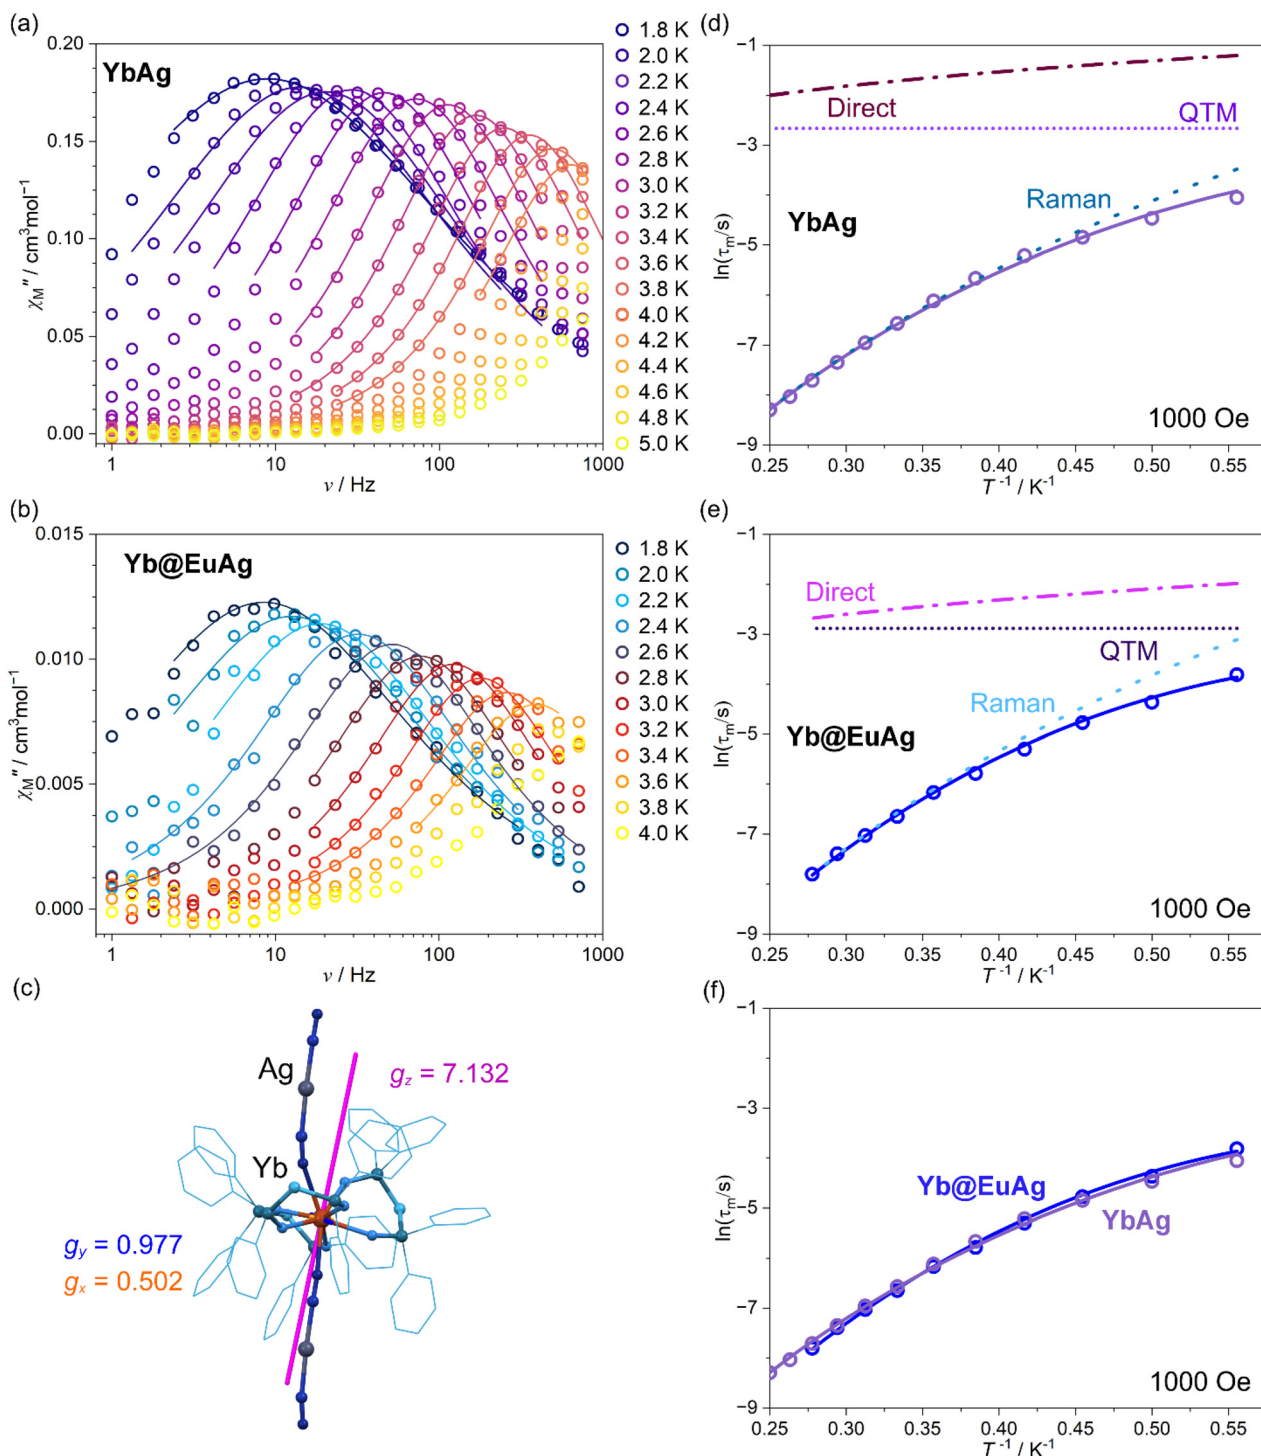 (a)
YbAg
0.20
0.15
0.10
0.05
0.00
χM″ / cm³mol⁻¹
1
10
100
1000
ν / Hz
1.8 K
2.0 K
2.2 K
2.4 K
2.6 K
2.8 K
3.0 K
3.2 K
3.4 K
3.6 K
3.8 K
4.0 K
4.2 K
4.4 K
4.6 K
4.8 K
5.0 K
(d)
−1
−3
−5
−7
−9
ln(τm/s)
Direct
QTM
Raman
YbAg
1000 Oe
0.25 0.30 0.35 0.40 0.45 0.50 0.55
T⁻¹ / K⁻¹
(b)
Yb@EuAg
0.015
0.010
0.005
0.000
χM″ / cm³mol⁻¹
1
10
100
1000
ν / Hz
1.8 K
2.0 K
2.2 K
2.4 K
2.6 K
2.8 K
3.0 K
3.2 K
3.4 K
3.6 K
3.8 K
4.0 K
(e)
−1
−3
−5
−7
−9
ln(τm/s)
Direct
QTM
Raman
Yb@EuAg
1000 Oe
0.25 0.30 0.35 0.40 0.45 0.50 0.55
T⁻¹ / K⁻¹
(c)
Ag
gz = 7.132
Yb
gy = 0.977
gx = 0.502
(f)
−1
−3
−5
−7
−9
ln(τm/s)
Yb@EuAg
YbAg
1000 Oe
0.25 0.30 0.35 0.40 0.45 0.50 0.55
T⁻¹ / K⁻¹